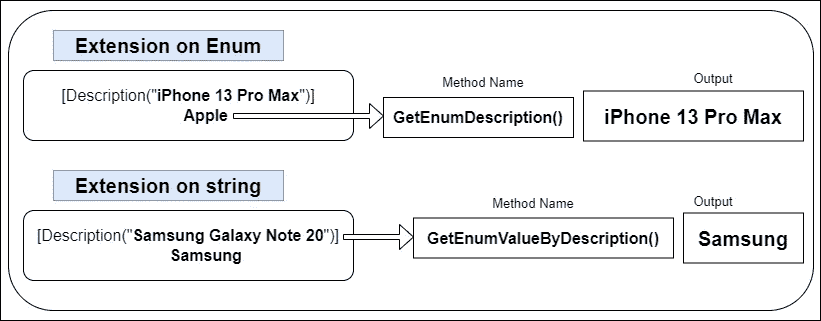 Extension on Enum
[Description("iPhone 13 Pro Max")]
Apple
Method Name
GetEnumDescription()
Output
iPhone 13 Pro Max
Extension on string
[Description("Samsung Galaxy Note 20")]
Samsung
Method Name
GetEnumValueByDescription()
Output
Samsung